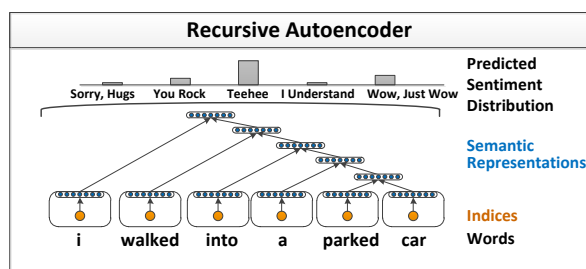 Recursive Autoencoder
Predicted
Sentiment
Distribution
Sorry, Hugs You Rock Teehee I Understand Wow, Just Wow
Semantic
Representations
Indices
i walked into a parked car Words